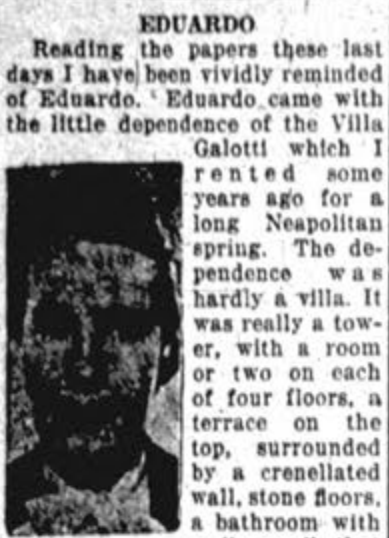 EDUARDO
Reading the papers these last
days I have been vividly reminded
of Eduardo. Eduardo came with
the little dependence of the Villa
Galotti which I
rented some
years ago for a
long Neapolitan
spring. The de-
pendence was
hardly a villa. It
was really a tow-
er, with a room
or two on each
of four floors, a
terrace on the
top, surrounded
by a crenellated
wall, stone floors,
a bathroom with